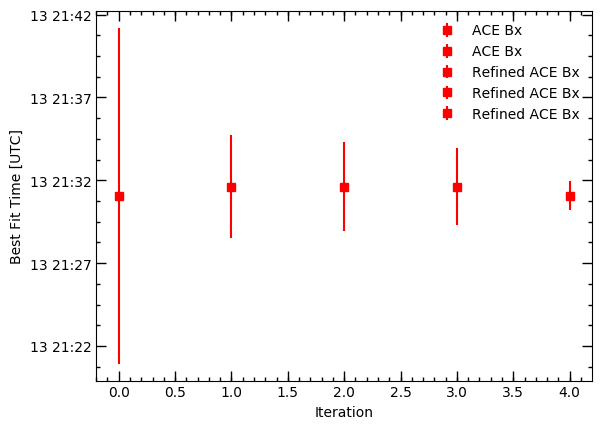 13 21:42
13 21:37
13 21:32
13 21:27
13 21:22
Best Fit Time [UTC]
ACE Bx
ACE Bx
Refined ACE Bx
Refined ACE Bx
Refined ACE Bx
0.0 0.5 1.0 1.5 2.0 2.5 3.0 3.5 4.0
Iteration